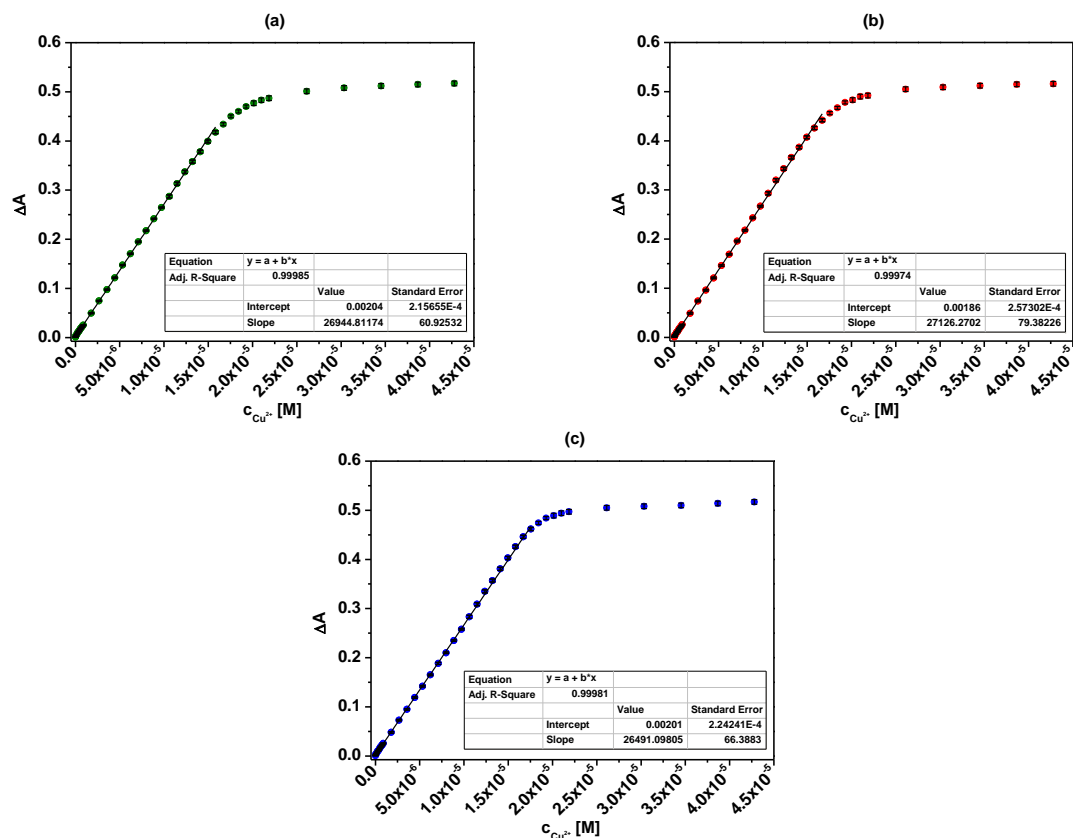 (a)
0.6
0.5
0.4
0.3
0.2
0.1
0.0
ΔA
Equation y = a + b*x
Adj. R-Square 0.99985
Value Standard Error
Intercept 0.00204 2.15655E-4
Slope 26944.81174 60.92532
0.0 5.0x10⁻⁶ 1.0x10⁻⁵ 1.5x10⁻⁵ 2.0x10⁻⁵ 2.5x10⁻⁵ 3.0x10⁻⁵ 3.5x10⁻⁵ 4.0x10⁻⁵ 4.5x10⁻⁵
c_Cu²⁺ [M]
(b)
0.6
0.5
0.4
0.3
0.2
0.1
0.0
ΔA
Equation y = a + b*x
Adj. R-Square 0.99974
Value Standard Error
Intercept 0.00186 2.57302E-4
Slope 27126.2702 79.38226
0.0 5.0x10⁻⁶ 1.0x10⁻⁵ 1.5x10⁻⁵ 2.0x10⁻⁵ 2.5x10⁻⁵ 3.0x10⁻⁵ 3.5x10⁻⁵ 4.0x10⁻⁵ 4.5x10⁻⁵
c_Cu²⁺ [M]
(c)
0.6
0.5
0.4
0.3
0.2
0.1
0.0
ΔA
Equation y = a + b*x
Adj. R-Square 0.99981
Value Standard Error
Intercept 0.00201 2.24241E-4
Slope 26491.09805 66.3883
0.0 5.0x10⁻⁶ 1.0x10⁻⁵ 1.5x10⁻⁵ 2.0x10⁻⁵ 2.5x10⁻⁵ 3.0x10⁻⁵ 3.5x10⁻⁵ 4.0x10⁻⁵ 4.5x10⁻⁵
c_Cu²⁺ [M]